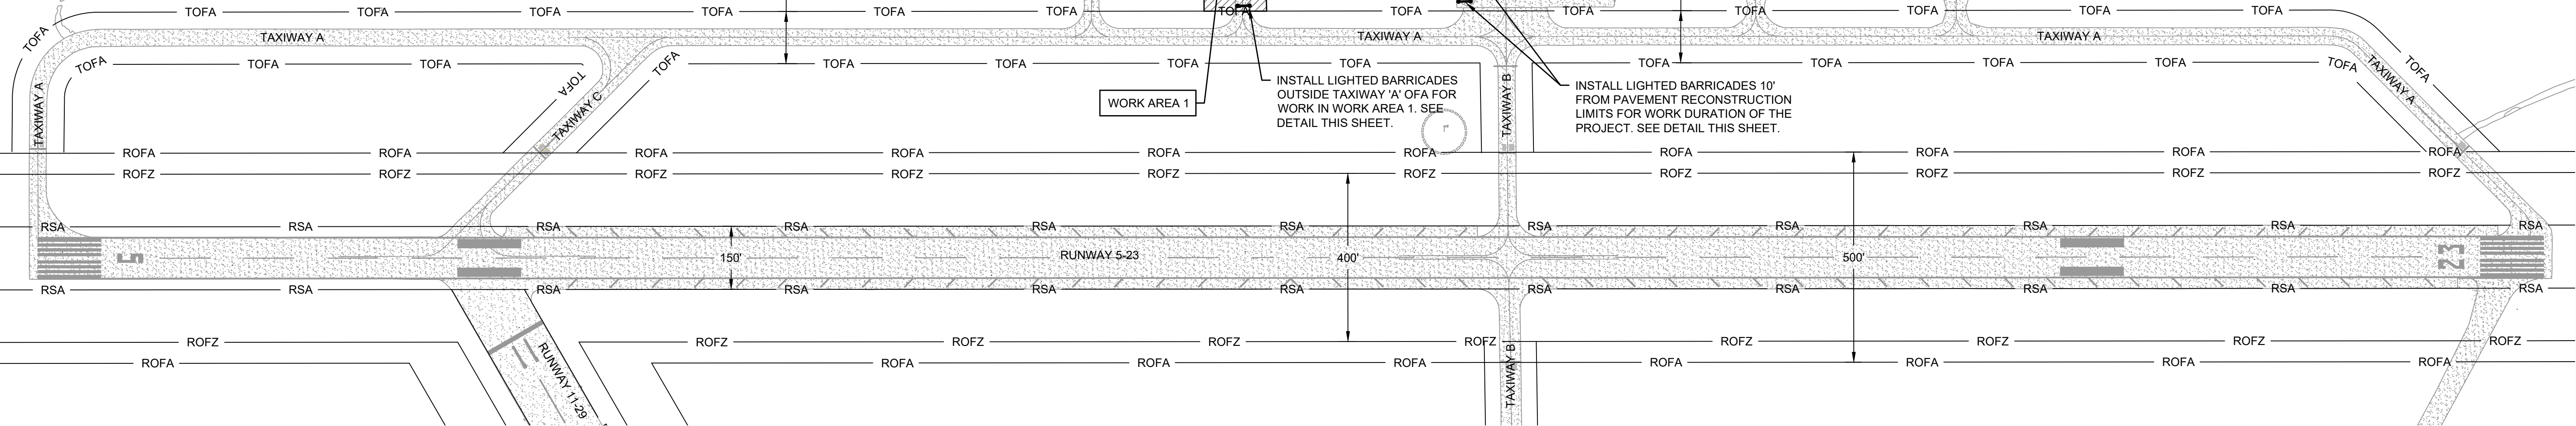 TOFA TOFA TOFA TOFA TOFA TOFA TOFA TOFA TOFA TOFA TOFA TOFA TOFA
TOFA
TAXIWAY A TAXIWAY A TAXIWAY A
TOFA TOFA TOFA TOFA TOFA TOFA TOFA TOFA TOFA TOFA TOFA TOFA TOFA TOFA TOFA TOFA
TAXIWAY A
TAXIWAY C
TAXIWAY B
TAXIWAY A
WORK AREA 1
INSTALL LIGHTED BARRICADES
OUTSIDE TAXIWAY 'A' OFA FOR
WORK IN WORK AREA 1. SEE
DETAIL THIS SHEET.
INSTALL LIGHTED BARRICADES 10'
FROM PAVEMENT RECONSTRUCTION
LIMITS FOR WORK DURATION OF THE
PROJECT. SEE DETAIL THIS SHEET.
ROFA ROFA ROFA ROFA ROFA ROFA ROFA ROFA ROFA ROFA
ROFZ ROFZ ROFZ ROFZ ROFZ ROFZ ROFZ ROFZ ROFZ ROFZ
RSA RSA RSA RSA RSA RSA RSA RSA RSA RSA RSA
5 150' RUNWAY 5-23 400' 500' 23
RSA RSA RSA RSA RSA RSA RSA RSA RSA RSA RSA
ROFZ ROFZ ROFZ ROFZ ROFZ ROFZ ROFZ ROFZ ROFZ
ROFA ROFA ROFA ROFA ROFA ROFA ROFA ROFA
11
RUNWAY 11-29
TAXIWAY B